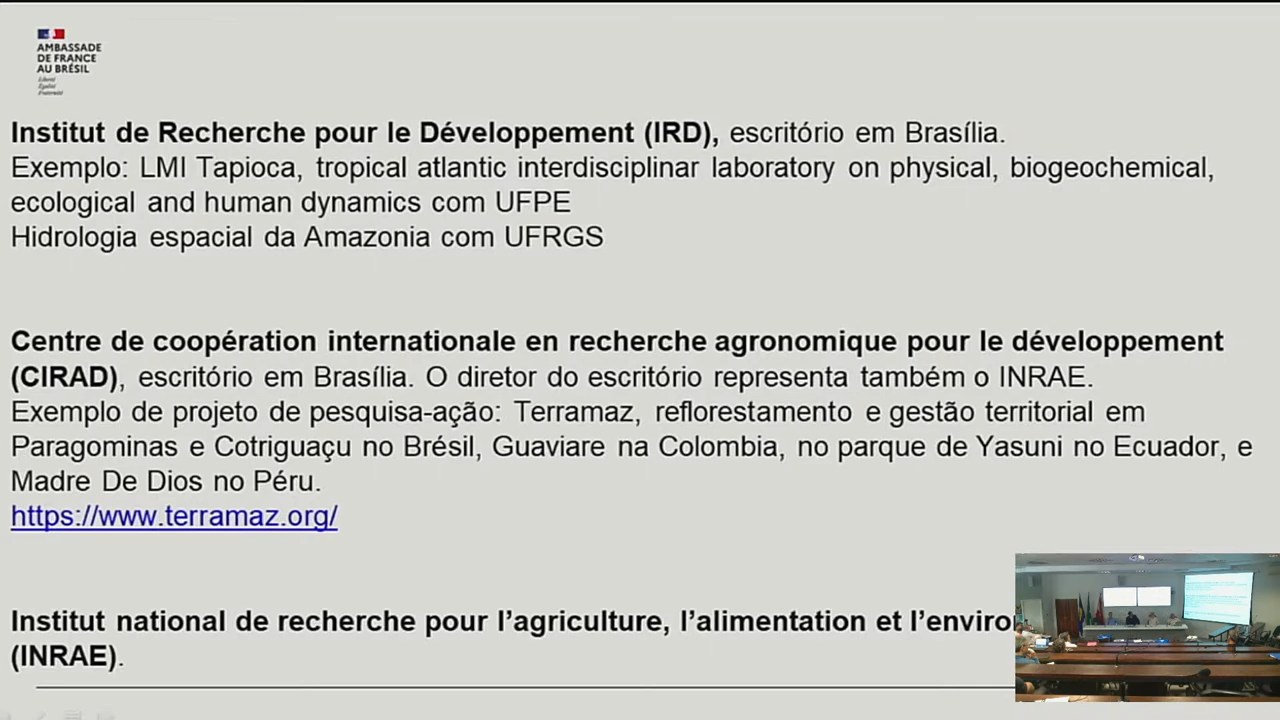 AMBASSADE
DE FRANCE
AU BRÉSIL
Liberté
Égalité
Fraternité
Institut de Recherche pour le Développement (IRD), escritório em Brasília.
Exemplo: LMI Tapioca, tropical atlantic interdisciplinar laboratory on physical, biogeochemical,
ecological and human dynamics com UFPE
Hidrologia espacial da Amazonia com UFRGS
Centre de coopération internationale en recherche agronomique pour le développement
(CIRAD), escritório em Brasília. O diretor do escritório representa também o INRAE.
Exemplo de projeto de pesquisa-ação: Terramaz, reflorestamento e gestão territorial em
Paragominas e Cotriguaçu no Brésil, Guaviare na Colombia, no parque de Yasuni no Ecuador, e
Madre De Dios no Péru.
https://www.terramaz.org/
Institut national de recherche pour l’agriculture, l’alimentation et l’enviro
(INRAE).